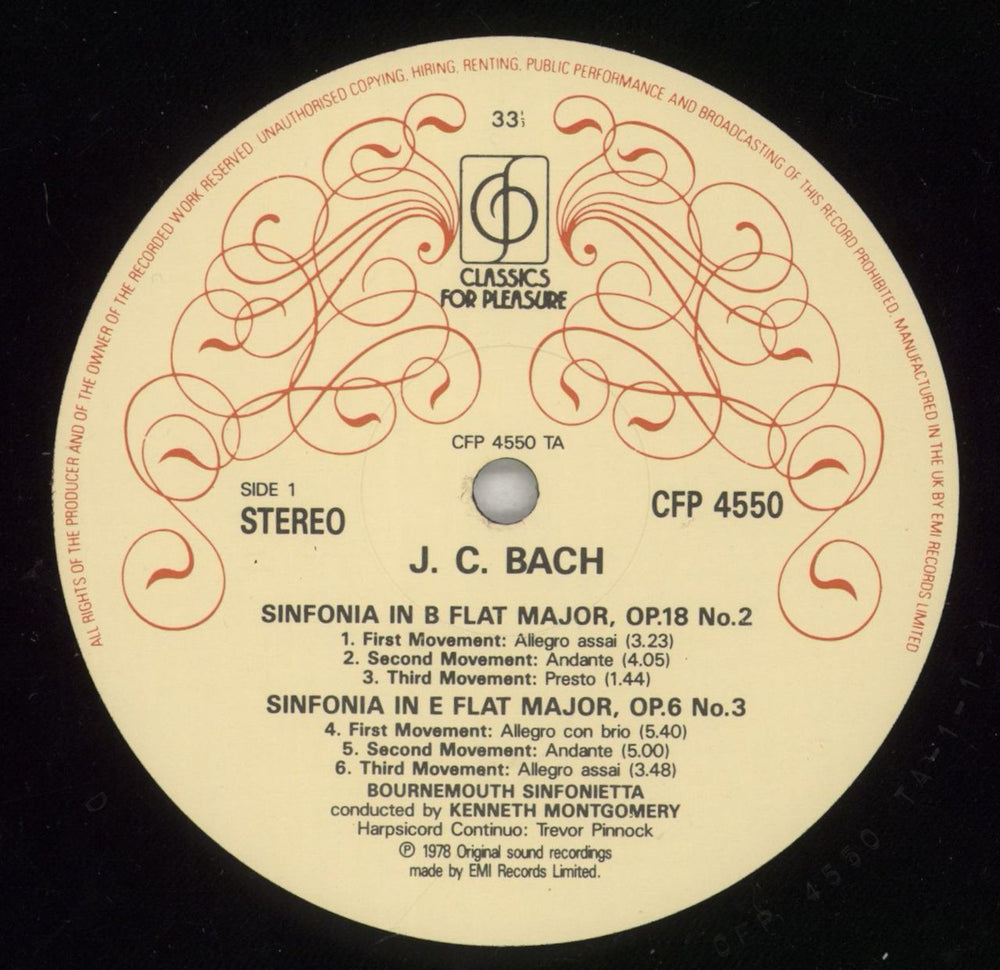 ALL RIGHTS OF THE PRODUCER AND OF THE OWNER OF THE RECORDED WORK RESERVED UNAUTHORISED COPYING, HIRING, RENTING, PUBLIC PERFORMANCE AND BROADCASTING OF THIS RECORD PROHIBITED. MANUFACTURED IN THE UK BY EMI RECORDS LIMITED
33⅓
CLASSICS
FOR PLEASURE
CFP 4550 TA
SIDE 1
STEREO
CFP 4550
J. C. BACH
SINFONIA IN B FLAT MAJOR, OP.18 No.2
1. First Movement: Allegro assai (3.23)
2. Second Movement: Andante (4.05)
3. Third Movement: Presto (1.44)
SINFONIA IN E FLAT MAJOR, OP.6 No.3
4. First Movement: Allegro con brio (5.40)
5. Second Movement: Andante (5.00)
6. Third Movement: Allegro assai (3.48)
BOURNEMOUTH SINFONIETTA
conducted by KENNETH MONTGOMERY
Harpsicord Continuo: Trevor Pinnock
℗ 1978 Original sound recordings
made by EMI Records Limited.
CFP 4550 TA-1-1-1